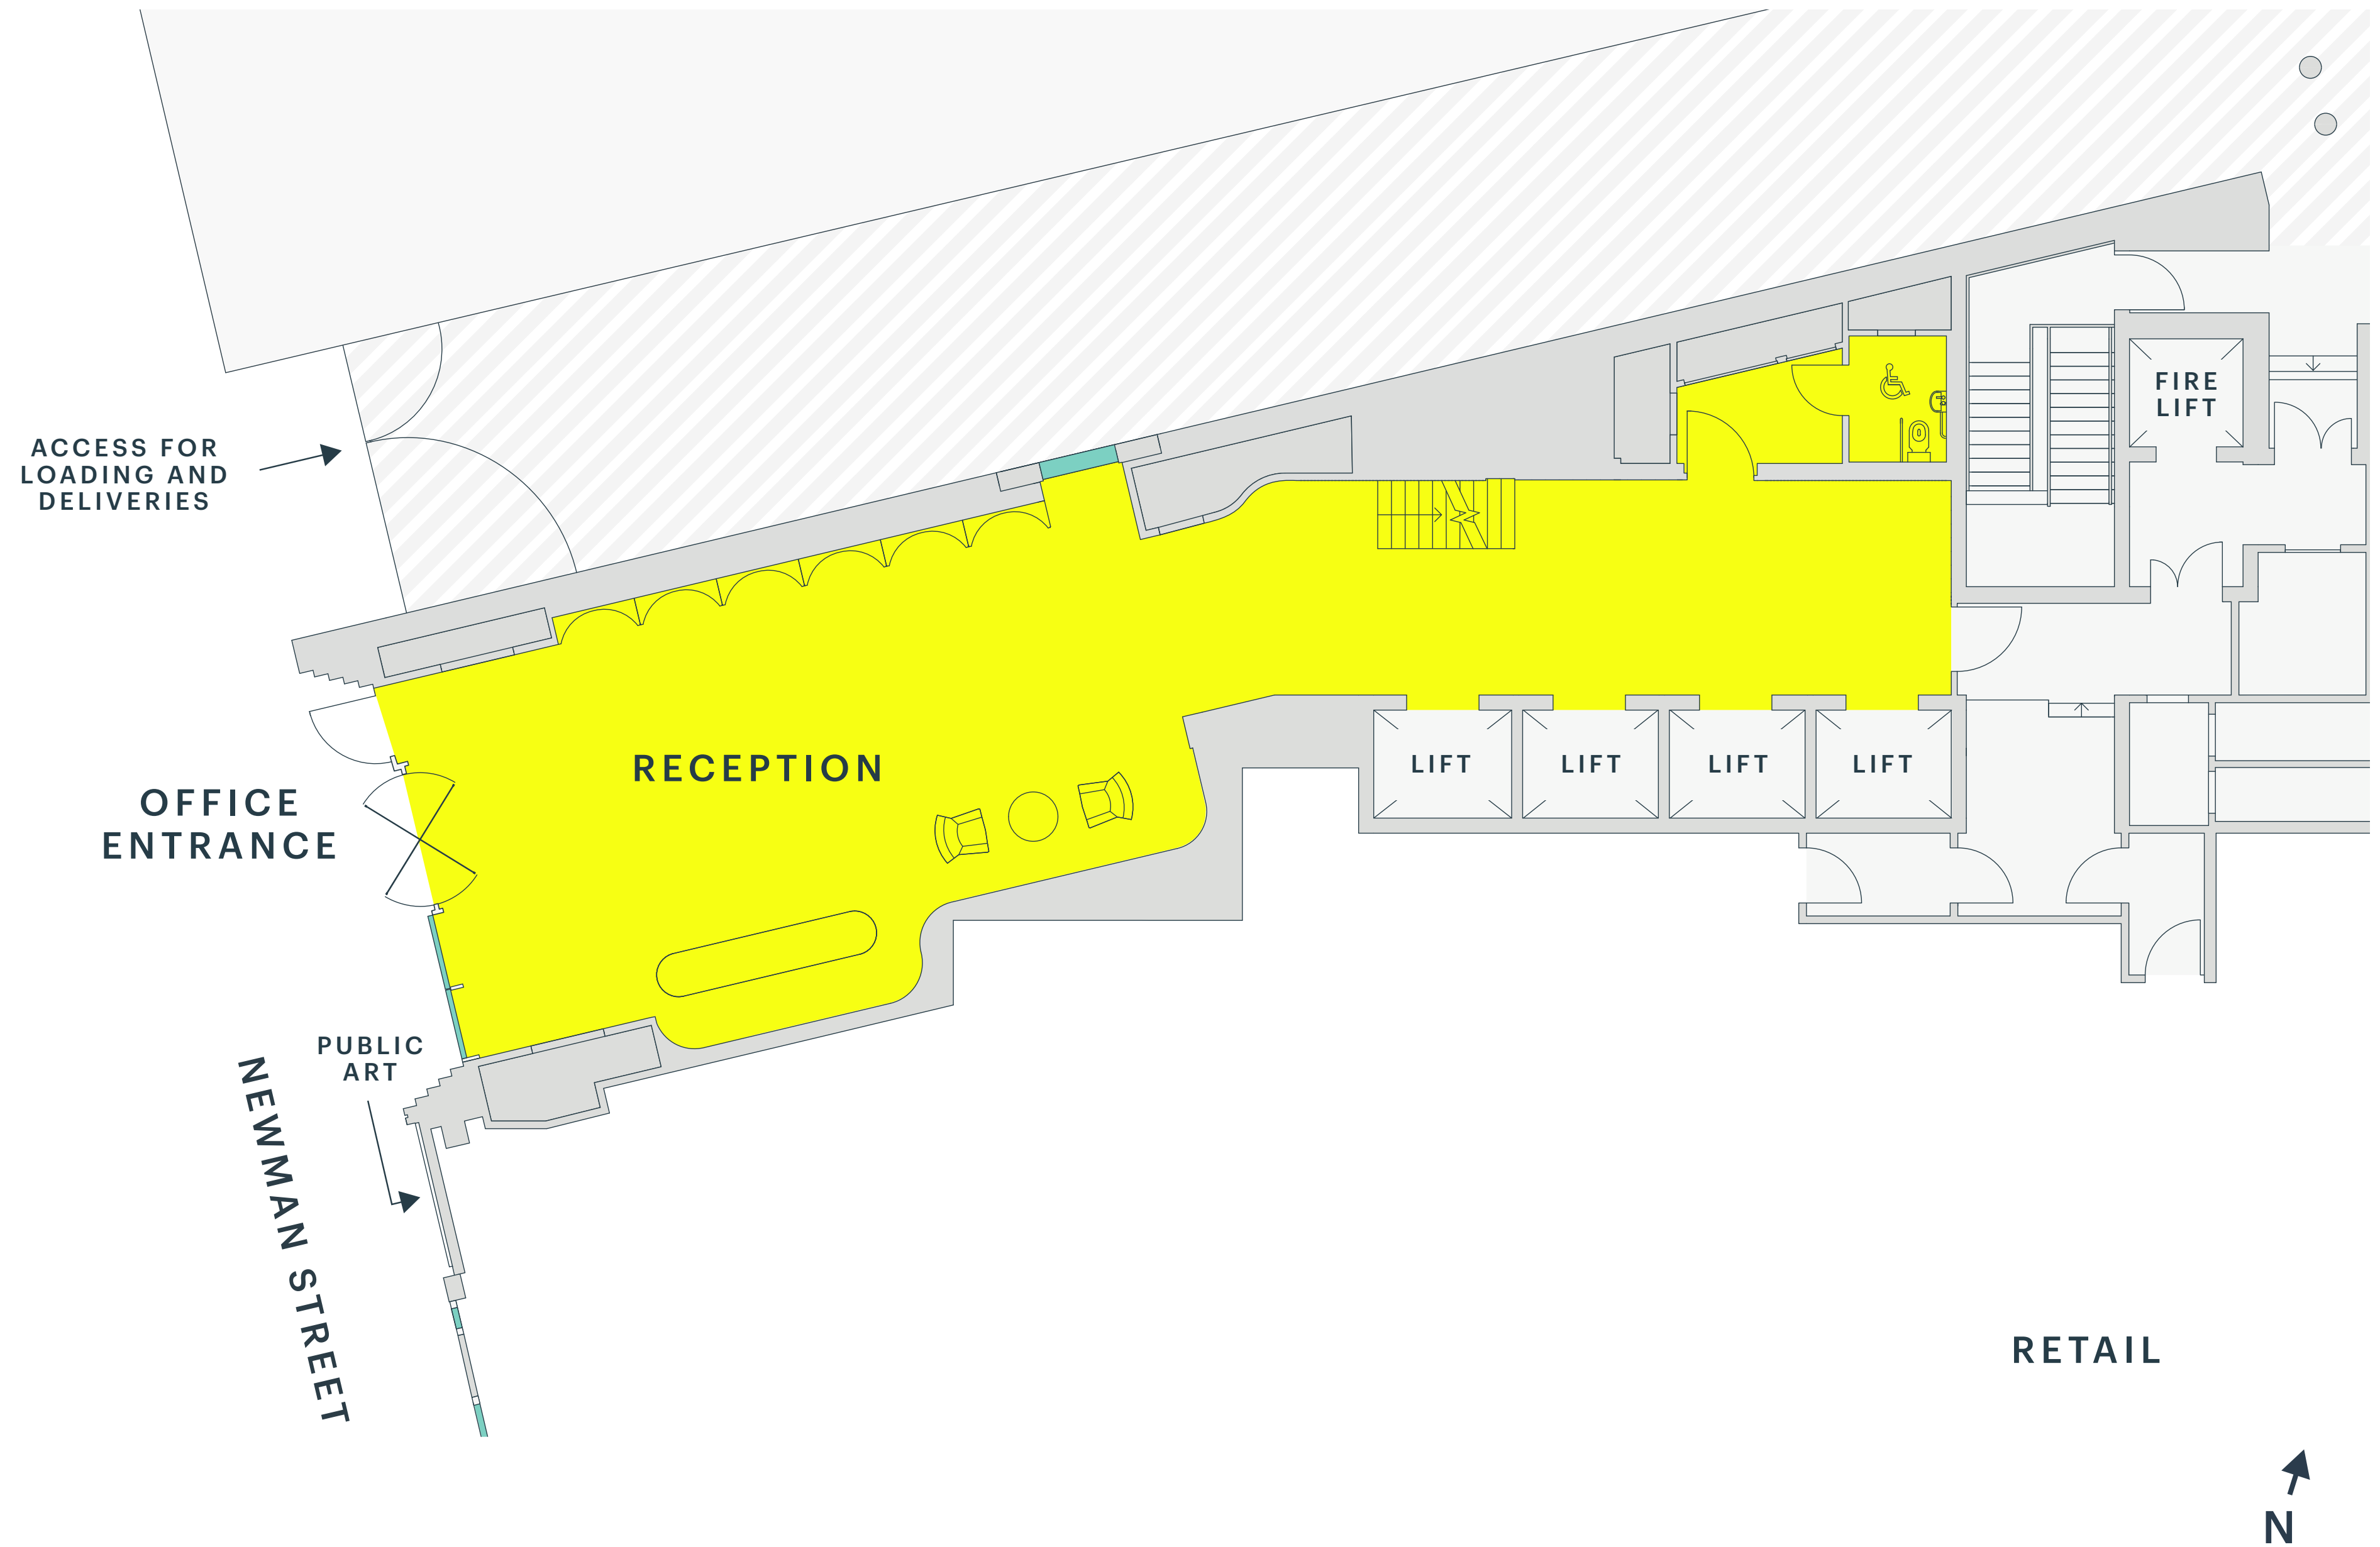 FIRE
LIFT
ACCESS FOR
LOADING AND
DELIVERIES
RECEPTION
LIFT
LIFT
LIFT
LIFT
OFFICE
ENTRANCE
PUBLIC
ART
NEWMAN STREET
RETAIL
N